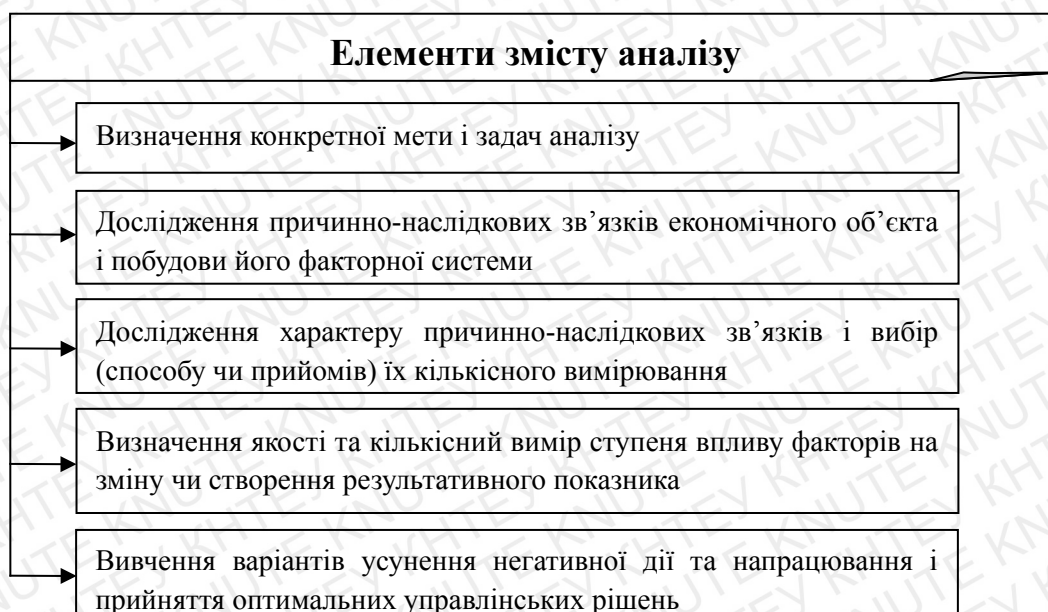 Елементи змісту аналізу
Визначення конкретної мети і задач аналізу
Дослідження причинно-наслідкових зв’язків економічного об’єкта
і побудови його факторної системи
Дослідження характеру причинно-наслідкових зв’язків і вибір
(способу чи прийомів) їх кількісного вимірювання
Визначення якості та кількісний вимір ступеня впливу факторів на
зміну чи створення результативного показника
Вивчення варіантів усунення негативної дії та напрацювання і
прийняття оптимальних управлінських рішень